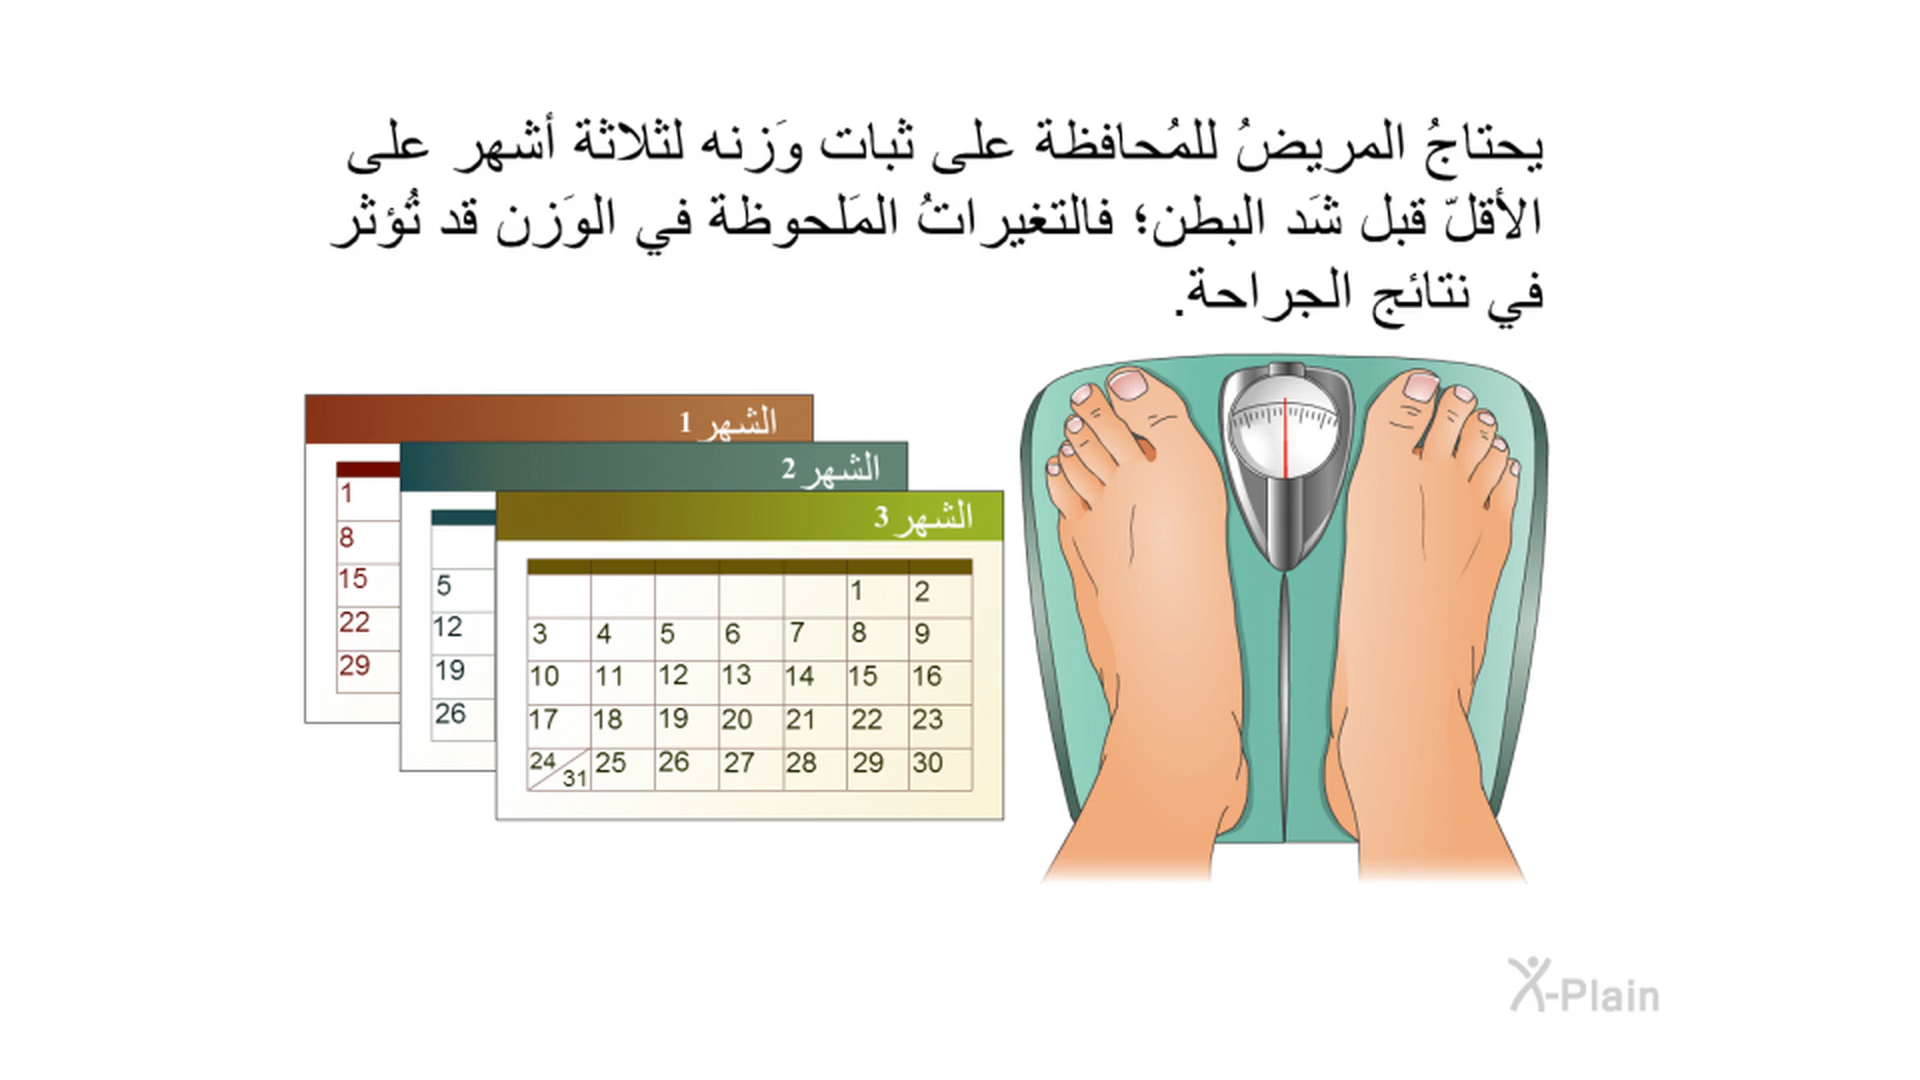 يحتاجُ المريضُ للمُحافظة على ثبات وَزنه لثلاثة أشهر على
الأقلّ قبل شَد البطن؛ فالتغيراتُ المَلحوظة في الوَزن قد تُؤثر
في نتائج الجراحة.
الشهر 1
1
8
15
22
29
الشهر 2
5
12
19
26
الشهر 3
1 2
3 4 5 6 7 8 9
10 11 12 13 14 15 16
17 18 19 20 21 22 23
24 31 25 26 27 28 29 30
X-Plain